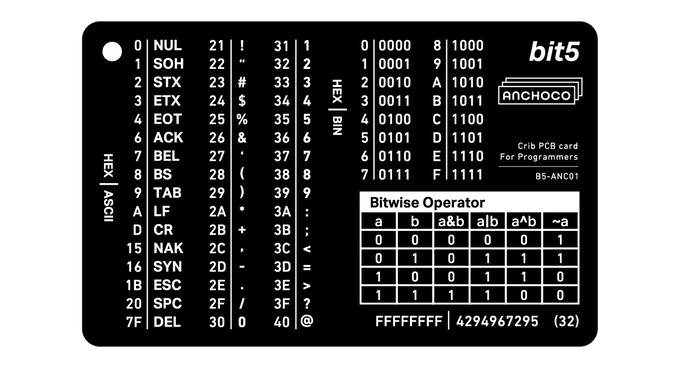 HEX | ASCII
0 NUL 21 ! 31 1
1 SOH 22 “ 32 2
2 STX 23 # 33 3
3 ETX 24 $ 34 4
4 EOT 25 % 35 5
6 ACK 26 & 36 6
7 BEL 27 ‘ 37 7
8 BS 28 ( 38 8
9 TAB 29 ) 39 9
A LF 2A * 3A :
D CR 2B + 3B ;
15 NAK 2C , 3C <
16 SYN 2D - 3D =
1B ESC 2E . 3E >
20 SPC 2F / 3F ?
7F DEL 30 0 40 @
HEX | BIN
0 0000 8 1000
1 0001 9 1001
2 0010 A 1010
3 0011 B 1011
4 0100 C 1100
5 0101 D 1101
6 0110 E 1110
7 0111 F 1111
bit5
ANCHOCO
Crib PCB card
For Programmers
B5-ANC01
Bitwise Operator
a b a&b a|b a^b ~a
0 0 0 0 0 1
0 1 0 1 1 1
1 0 0 1 1 0
1 1 1 1 0 0
FFFFFFFF | 4294967295 (32)